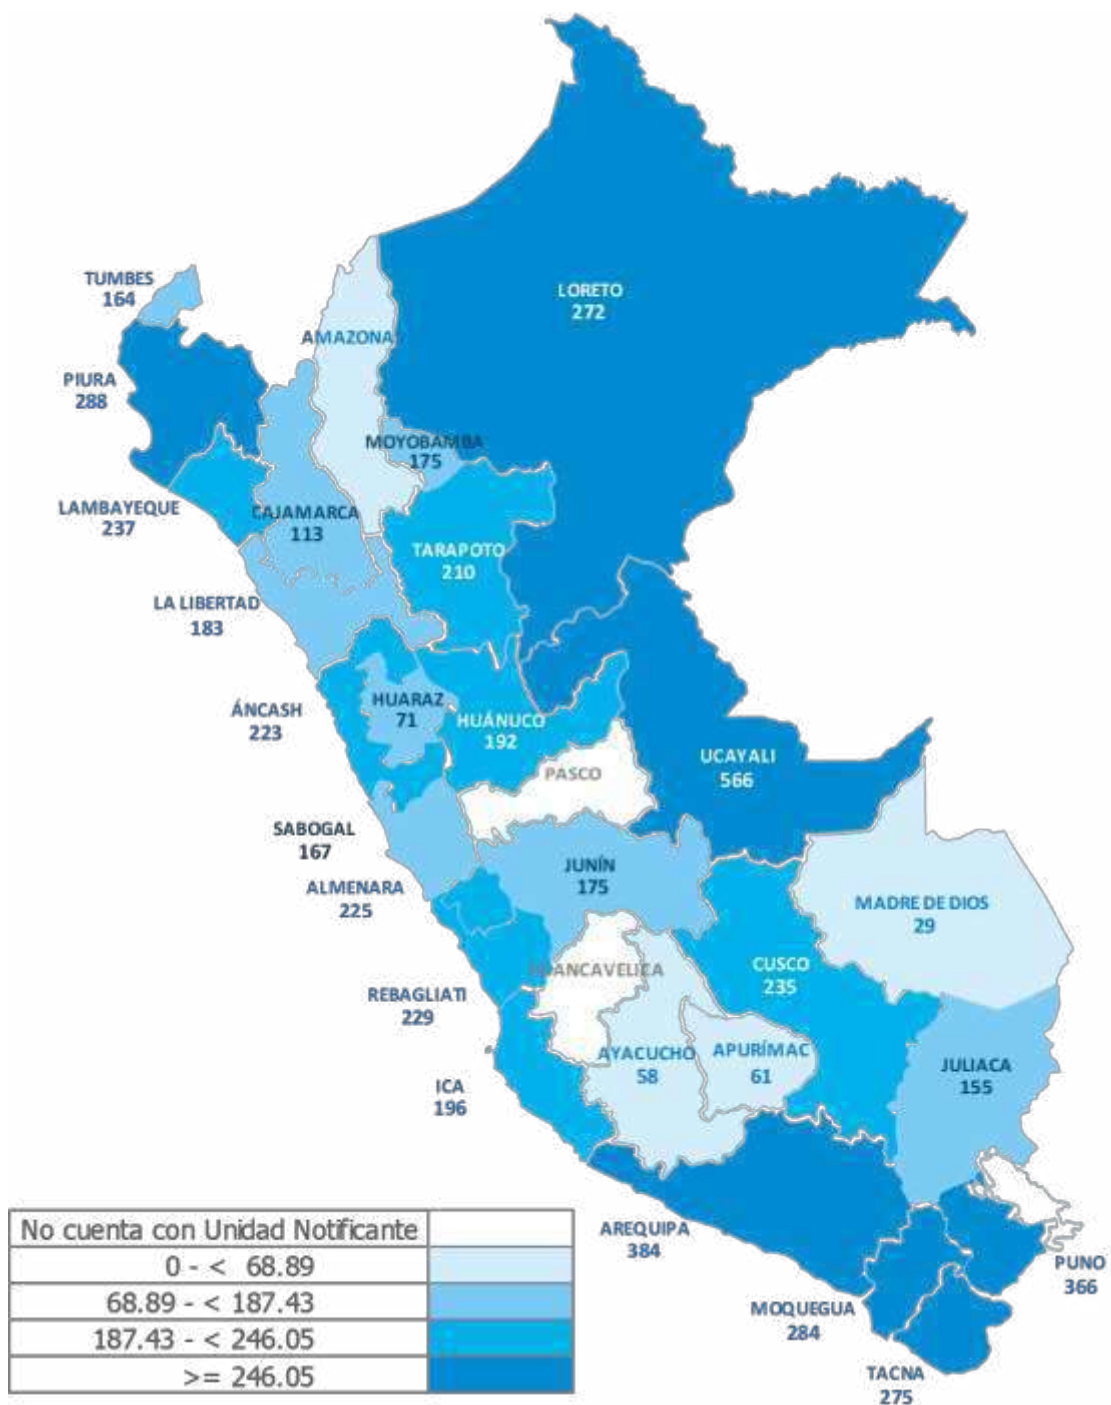 TUMBES
164
LORETO
272
AMAZONAS
PIURA
288
MOYOBAMBA
175
LAMBAYEQUE
237
CAJAMARCA
113
TARAPOTO
210
LA LIBERTAD
183
HUARAZ
71
ÁNCASH
223
HUÁNUCO
192
UCAYALI
566
PASCO
SABOGAL
167
JUNÍN
175
ALMENARA
225
MADRE DE DIOS
29
HUANCAVELICA
CUSCO
235
REBAGLIATI
229
AYACUCHO
58
APURÍMAC
61
JULIACA
155
ICA
196
AREQUIPA
384
PUNO
366
MOQUEGUA
284
TACNA
275
No cuenta con Unidad Notificante
0 - < 68.89
68.89 - < 187.43
187.43 - < 246.05
>= 246.05